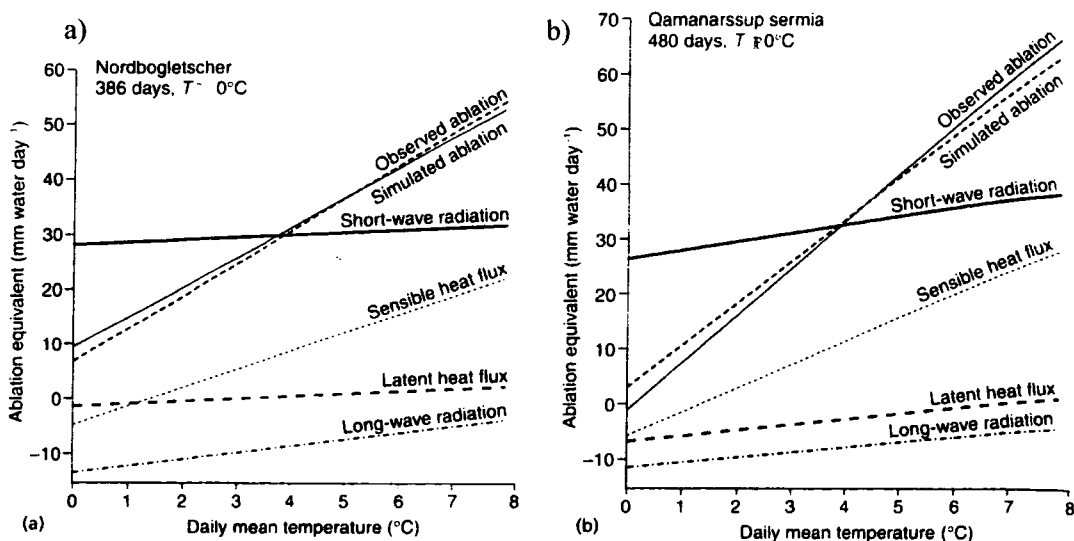 a)
Nordbogletscher
386 days, T - 0°C
Ablation equivalent (mm water day⁻¹)
60
50
40
30
20
10
0
−10
Observed ablation
Simulated ablation
Short-wave radiation
Sensible heat flux
Latent heat flux
Long-wave radiation
0 1 2 3 4 5 6 7 8
(a)
Daily mean temperature (°C)
b)
Qamanarssup sermia
480 days, T 0°C
Ablation equivalent (mm water day⁻¹)
70
60
50
40
30
20
10
0
−10
Observed ablation
Simulated ablation
Short-wave radiation
Sensible heat flux
Latent heat flux
Long-wave radiation
0 1 2 3 4 5 6 7 8
(b)
Daily mean temperature (°C)